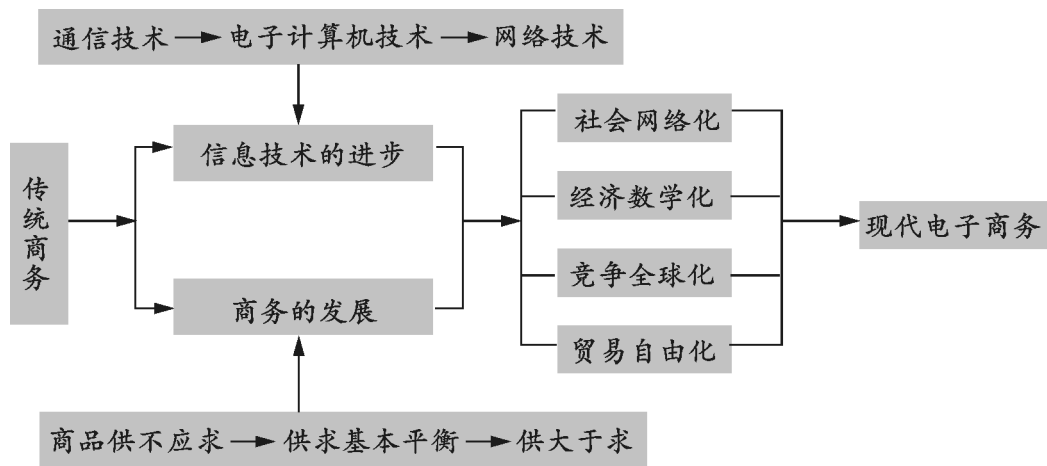 通信技术 电子计算机技术 网络技术
信息技术的进步
传统商务
商务的发展
商品供不应求 供求基本平衡 供大于求
社会网络化
经济数学化
竞争全球化
贸易自由化
现代电子商务